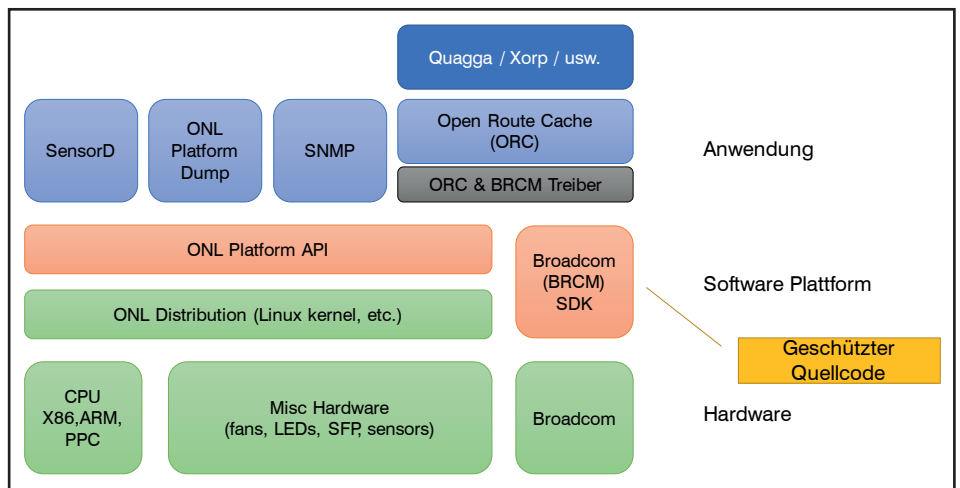 Quagga / Xorp / usw.
SensorD
ONL
Platform
Dump
SNMP
Open Route Cache
(ORC)
ORC & BRCM Treiber
Anwendung
ONL Platform API
Broadcom
(BRCM)
SDK
Software Plattform
ONL Distribution (Linux kernel, etc.)
Geschützter
Quellcode
CPU
X86,ARM,
PPC
Misc Hardware
(fans, LEDs, SFP, sensors)
Broadcom
Hardware